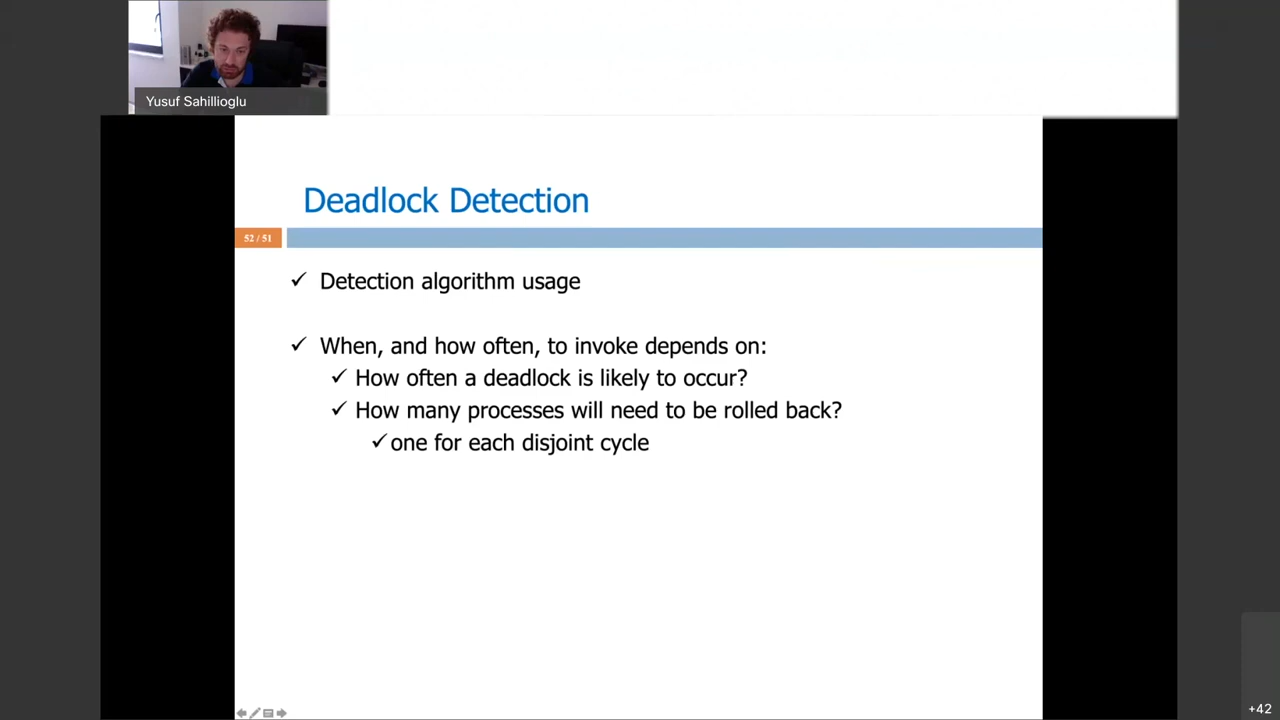 Yusuf Sahillioglu
Deadlock Detection
52 / 51
✓ Detection algorithm usage
✓ When, and how often, to invoke depends on:
✓ How often a deadlock is likely to occur?
✓ How many processes will need to be rolled back?
✓ one for each disjoint cycle
+42